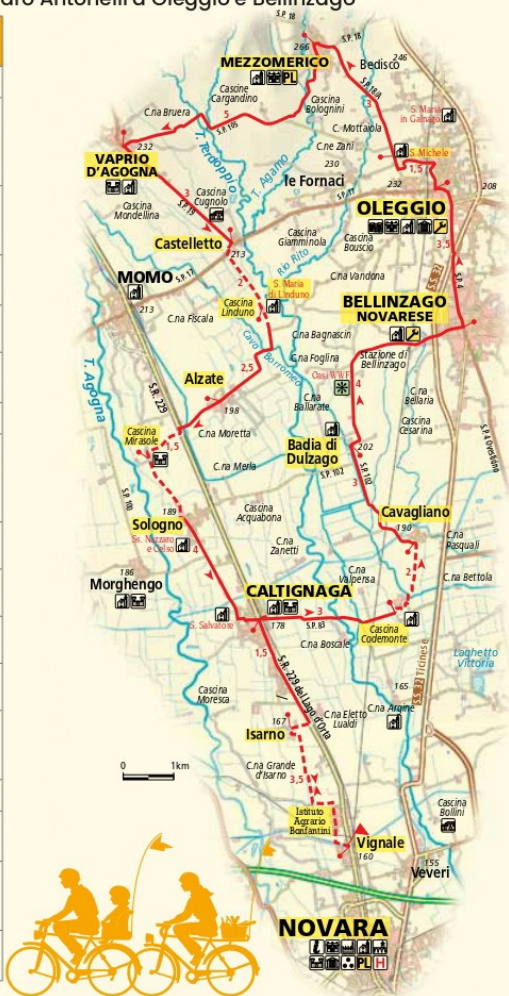 dro Antonelli a Oleggio e Bellinzago
S.P. 18
266
S.P. 18
MEZZOMERICO
PL
Bedisco
246
Cascine
Cargandino
Cascina
Bolognini
S.P. 18A
3
S. Maria
in Galnago
C.na Bruera
5
S.P. 105
C. Mottaiola
232
T. Terdoppio
C.ne Zani
S. Michele
VAPRIO
D'AGOGNA
T. Agamo
230
1,5
3
S.P. 19
Cascina
Cugnolo
le Fornaci
S.P. 17
232
208
Cascina
Mondellina
OLEGGIO
Castelletto
Cascina
Giamminola
Cascina
Bouscio
213
3,5
Rio Rito
S.S. 32
S.P. 4
MOMO
S.P. 17
2
S. Maria
di Linduno
C.na Vandona
BELLINZAGO
NOVARESE
213
Cascina
Linduno
C.na Fiscala
C.na Bagnascin
Cavo Borromeo
C.na Foglina
Stazione di
Bellinzago
T. Agogna
S.R. 229
Alzate
2,5
Oasi WWF
4
C.na
Ballarate
C.na
Bellaria
198
Cascina
Cesarina
Cascina
Mirasole
1,5
C.na Moretta
Badia di
Dulzago
202
C.na Merla
S.P. 102
S.P. 102
3
S.P. 4 Ovesticino
S.P. 103
189
Cascina
Acquabona
Cavagliano
Sologno
190
Ss. Nazzaro
e Celso
4
C.na
Zanetti
C.na
Pasquali
186
Morghengo
C.na
Valpensa
2
C.na Bettola
CALTIGNAGA
3
S. Salvatore
178
S.P. 83
Cascina
Codemonte
1,5
C.na Boscale
Laghetto
Vittoria
S.R. 229 del Lago d'Orta
S.S. 32 Ticinese
165
Cascina
Moresca
C.na Argine
167
C.na Eletto
Lualdi
Isarno
0
1km
C.na Grande
d'Isarno
3,5
Istituto
Agrario
Bonfantini
Cascina
Bollini
Vignale
160
155
Veveri
NOVARA
i
PL H